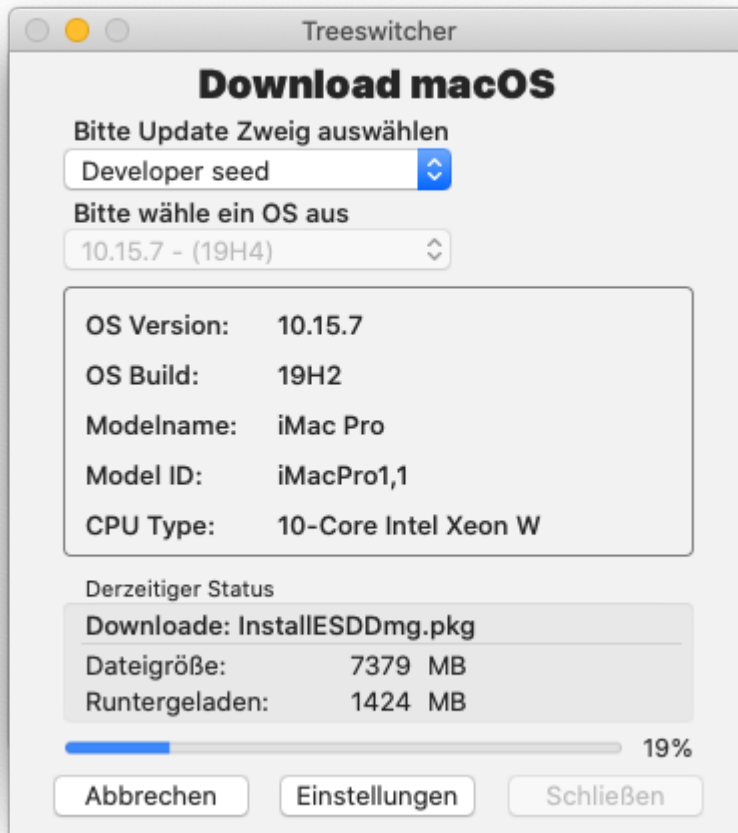 Treeswitcher
Download macOS
Bitte Update Zweig auswählen
Developer seed
Bitte wähle ein OS aus
10.15.7 - (19H4)
OS Version: 10.15.7
OS Build: 19H2
Modelname: iMac Pro
Model ID: iMacPro1,1
CPU Type: 10-Core Intel Xeon W
Derzeitiger Status
Downloade: InstallESDDmg.pkg
Dateigröße: 7379 MB
Runtergeladen: 1424 MB
19%
Abbrechen Einstellungen Schließen